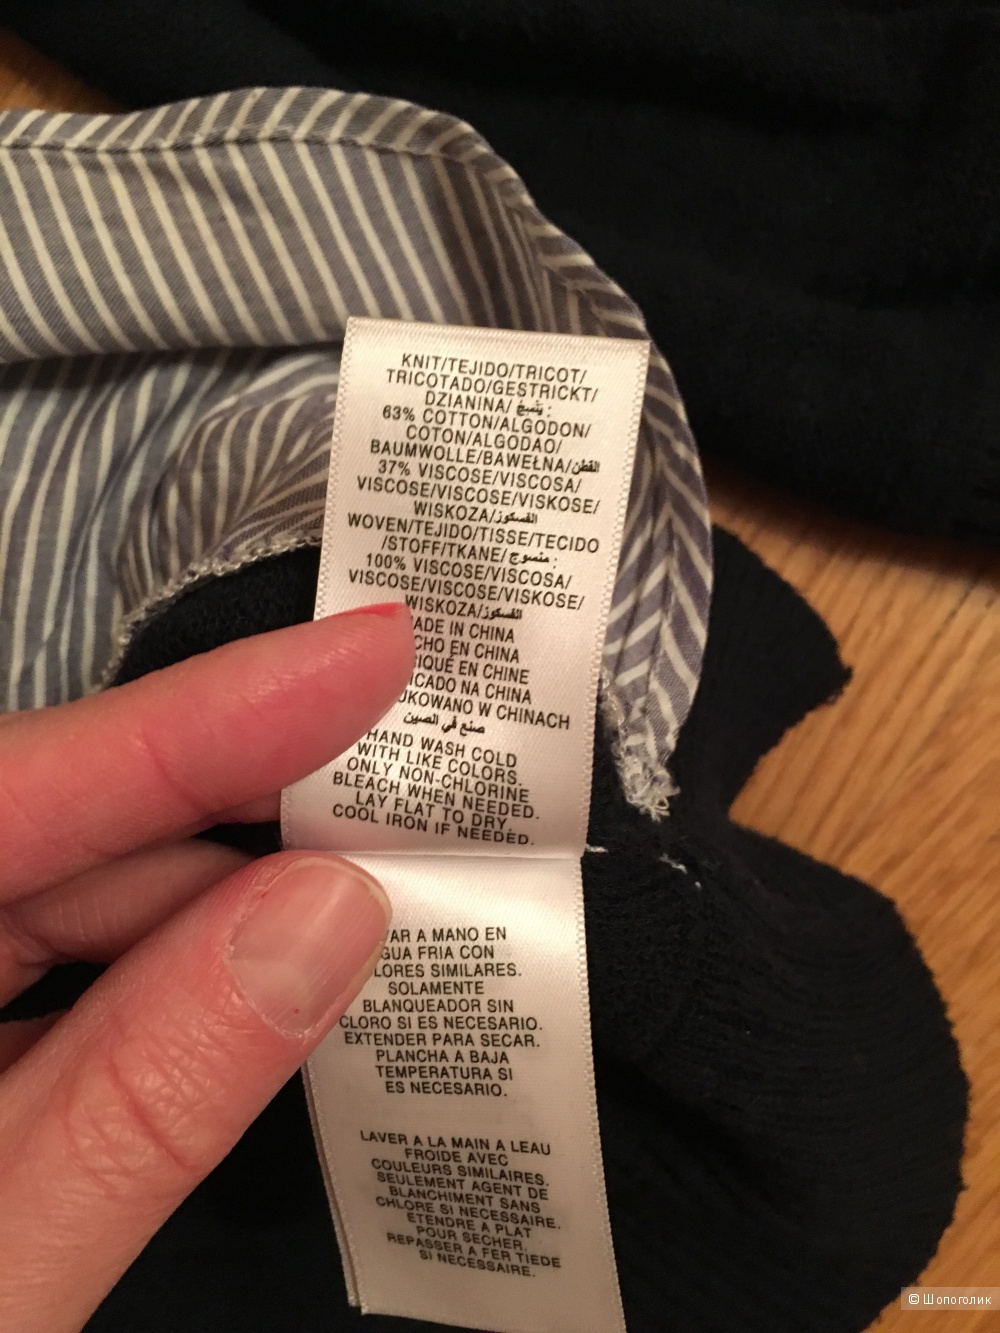 KNIT/TEJIDO/TRICOT/
TRICOTADO/GESTRICKT/
DZIANINA/ يَنْسِجُ :
63% COTTON/ALGODON/
COTON/ALGODAO/
BAUMWOLLE/BAWEŁNA/القطن
37% VISCOSE/VISCOSA/
VISCOSE/VISCOSE/VISKOSE/
WISKOZA/الفسكوز
WOVEN/TEJIDO/TISSE/TECIDO
/STOFF/TKANE/ منسوج :
100% VISCOSE/VISCOSA/
VISCOSE/VISCOSE/VISKOSE/
WISKOZA/الفسكوز
ADE IN CHINA
CHO EN CHINA
IQUÉ EN CHINE
ICADO NA CHINA
UKOWANO W CHINACH
صنع في الصين
HAND WASH COLD
WITH LIKE COLORS.
ONLY NON-CHLORINE
BLEACH WHEN NEEDED.
LAY FLAT TO DRY.
COOL IRON IF NEEDED.
VAR A MANO EN
GUA FRIA CON
LORES SIMILARES.
SOLAMENTE
BLANQUEADOR SIN
CLORO SI ES NECESARIO.
EXTENDER PARA SECAR.
PLANCHA A BAJA
TEMPERATURA SI
ES NECESARIO.
LAVER A LA MAIN A LEAU
FROIDE AVEC
COULEURS SIMILAIRES.
SEULEMENT AGENT DE
BLANCHIMENT SANS
CHLORE SI NECESSAIRE.
ETENDRE A PLAT
POUR SECHER.
REPASSER A FER TIEDE
SI NECESSAIRE.
© Шопоголик